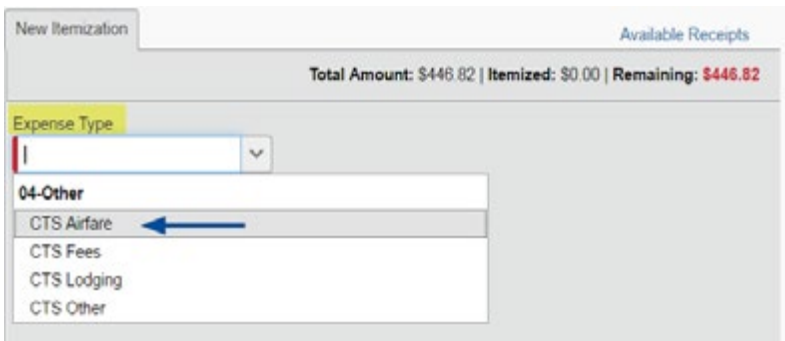 New Itemization
Available Receipts
Total Amount: $446.82 | Itemized: $0.00 | Remaining: $446.82
Expense Type
04-Other
CTS Airfare
CTS Fees
CTS Lodging
CTS Other